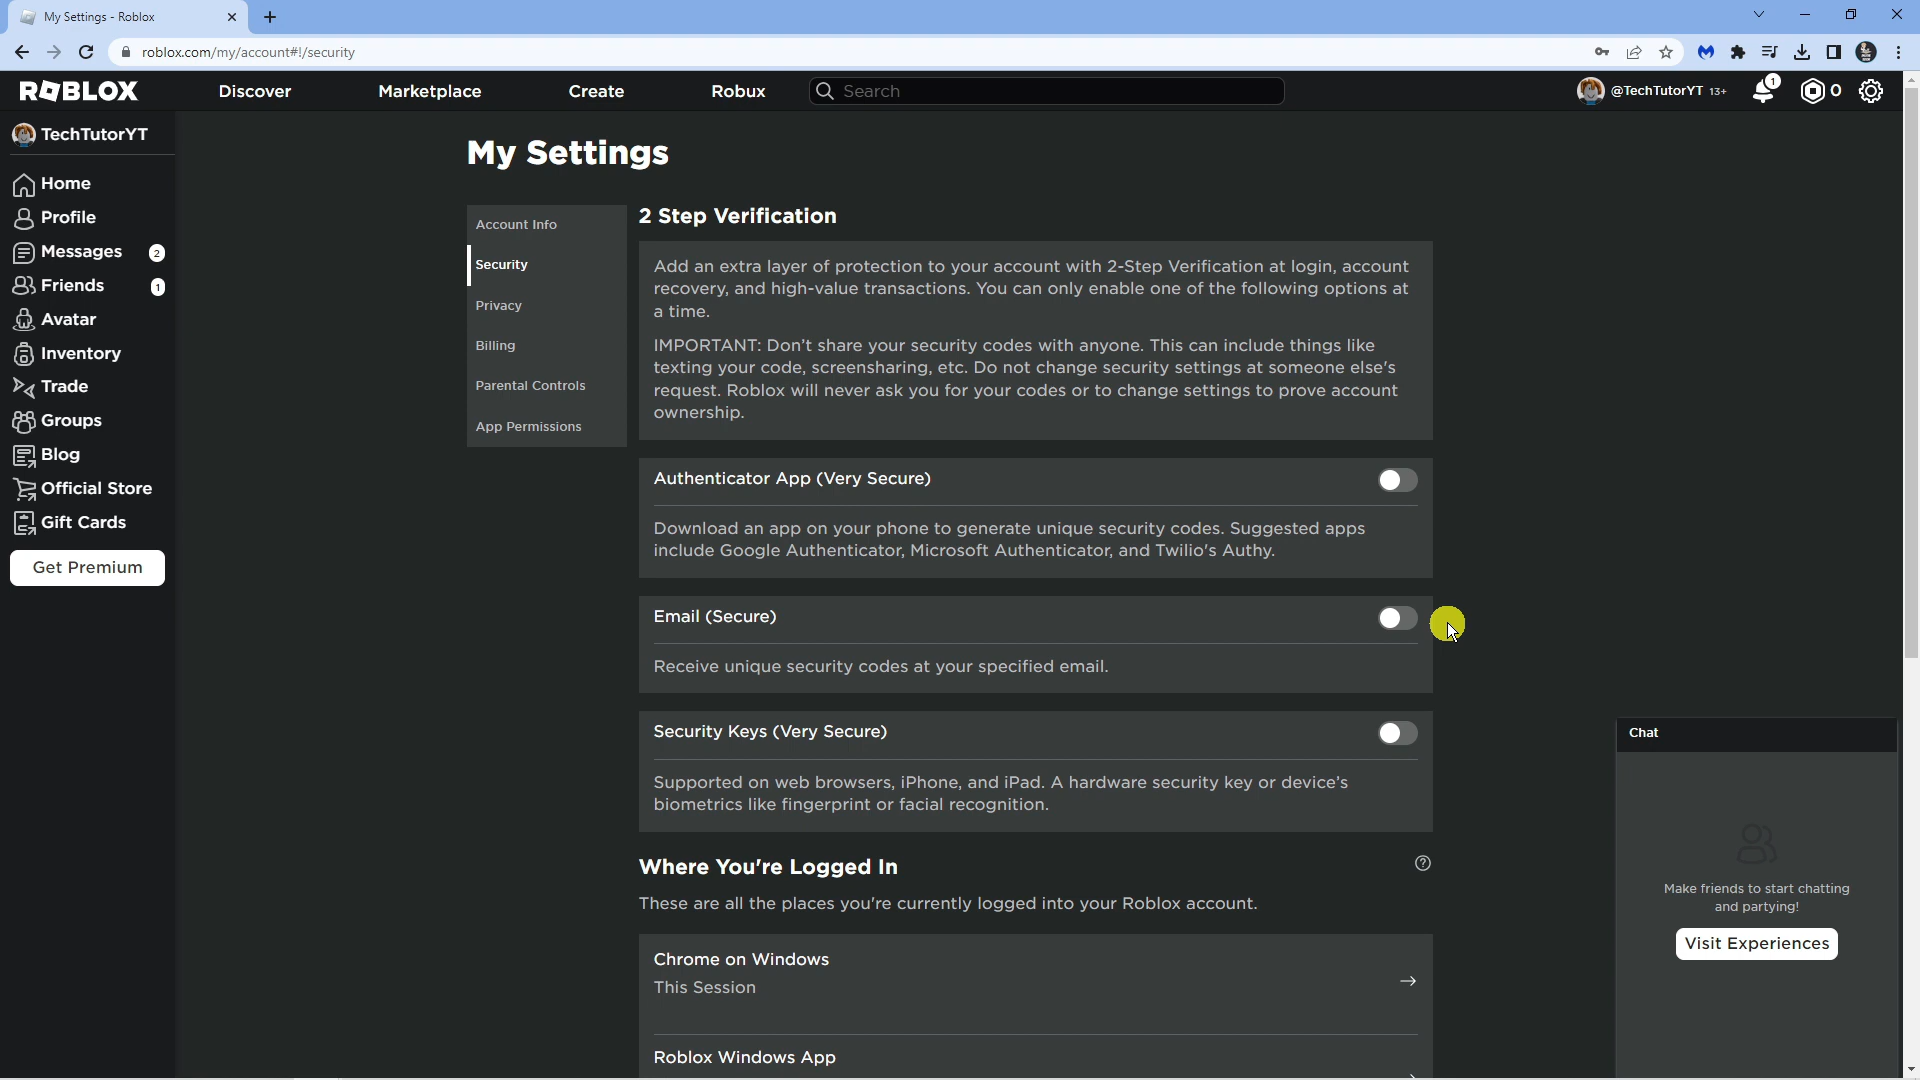 My Settings - Roblox
roblox.com/my/account#!/security
ROBLOX
Discover
Marketplace
Create
Robux
Search
@TechTutorYT 13+
1
0
TechTutorYT
Home
Profile
Messages 2
Friends 1
Avatar
Inventory
Trade
Groups
Blog
Official Store
Gift Cards
Get Premium
My Settings
Account Info
Security
Privacy
Billing
Parental Controls
App Permissions
2 Step Verification
Add an extra layer of protection to your account with 2-Step Verification at login, account
recovery, and high-value transactions. You can only enable one of the following options at
a time.
IMPORTANT: Don’t share your security codes with anyone. This can include things like
texting your code, screensharing, etc. Do not change security settings at someone else's
request. Roblox will never ask you for your codes or to change settings to prove account
ownership.
Authenticator App (Very Secure)
Download an app on your phone to generate unique security codes. Suggested apps
include Google Authenticator, Microsoft Authenticator, and Twilio's Authy.
Email (Secure)
Receive unique security codes at your specified email.
Security Keys (Very Secure)
Supported on web browsers, iPhone, and iPad. A hardware security key or device’s
biometrics like fingerprint or facial recognition.
Where You're Logged In
These are all the places you're currently logged into your Roblox account.
Chrome on Windows
This Session
Roblox Windows App
Chat
Make friends to start chatting
and partying!
Visit Experiences